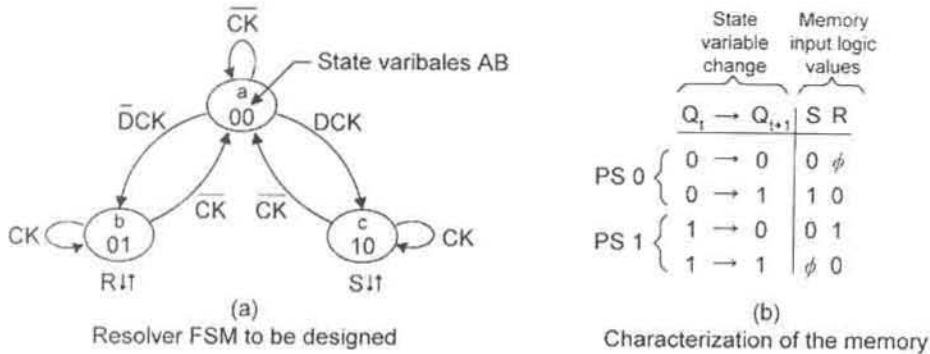 C̅K̅
State varibales AB
a
00
D̅CK
DCK
C̅K̅
C̅K̅
CK
b
01
c
10
CK
R↓↑
S↓↑
(a)
Resolver FSM to be designed
State variable change
Memory input logic values
Qₜ → Qₜ₊₁ S R
PS 0
0 → 0 0 ϕ
0 → 1 1 0
PS 1
1 → 0 0 1
1 → 1 ϕ 0
(b)
Characterization of the memory